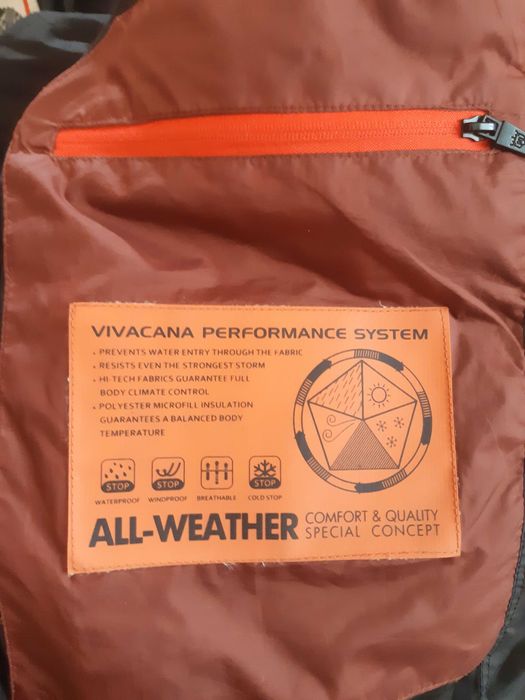 VIVACANA PERFORMANCE SYSTEM
• PREVENTS WATER ENTRY THROUGH THE FABRIC
• RESISTS EVEN THE STRONGEST STORM
• HI-TECH FABRICS GUARANTEE FULL
BODY CLIMATE CONTROL
• POLYESTER MICROFILL INSULATION
GUARANTEES A BALANCED BODY
TEMPERATURE
STOP STOP STOP
WATERPROOF WINDPROOF BREATHABLE COLD STOP
ALL-WEATHER COMFORT & QUALITY
SPECIAL CONCEPT